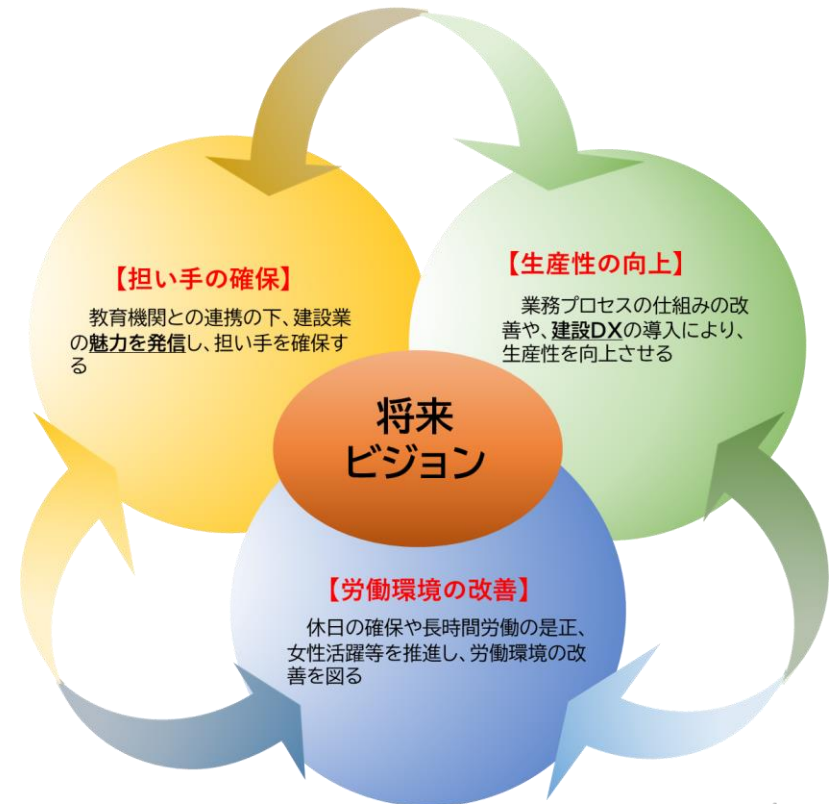 【担い手の確保】
教育機関との連携の下、建設業
の魅力を発信し、担い手を確保す
る
【生産性の向上】
業務プロセスの仕組みの改
善や、建設DXの導入により、
生産性を向上させる
将来
ビジョン
【労働環境の改善】
休日の確保や長時間労働の是正、
女性活躍等を推進し、労働環境の改
善を図る